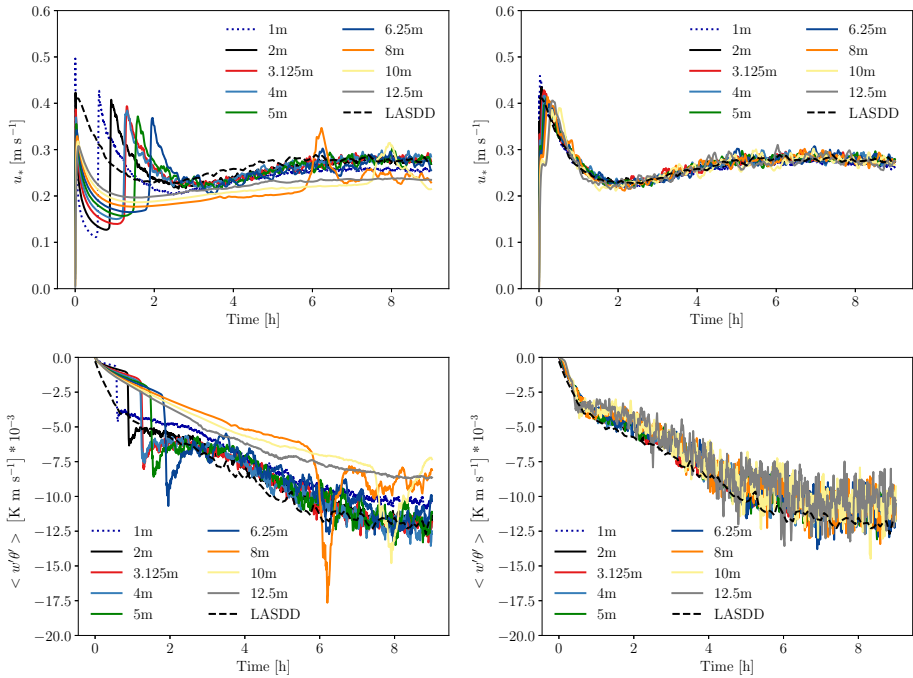 0.6
0.5
0.4
0.3
0.2
0.1
0.0
u* [m s⁻¹]
1m
2m
3.125m
4m
5m
6.25m
8m
10m
12.5m
LASDD
0 2 4 6 8
Time [h]
0.6
0.5
0.4
0.3
0.2
0.1
0.0
u* [m s⁻¹]
1m
2m
3.125m
4m
5m
6.25m
8m
10m
12.5m
LASDD
0 2 4 6 8
Time [h]
0.0
−2.5
−5.0
−7.5
−10.0
−12.5
−15.0
−17.5
−20.0
< w′θ′ > [K m s⁻¹] * 10⁻³
1m
2m
3.125m
4m
5m
6.25m
8m
10m
12.5m
LASDD
0 2 4 6 8
Time [h]
0.0
−2.5
−5.0
−7.5
−10.0
−12.5
−15.0
−17.5
−20.0
< w′θ′ > [K m s⁻¹] * 10⁻³
1m
2m
3.125m
4m
5m
6.25m
8m
10m
12.5m
LASDD
0 2 4 6 8
Time [h]